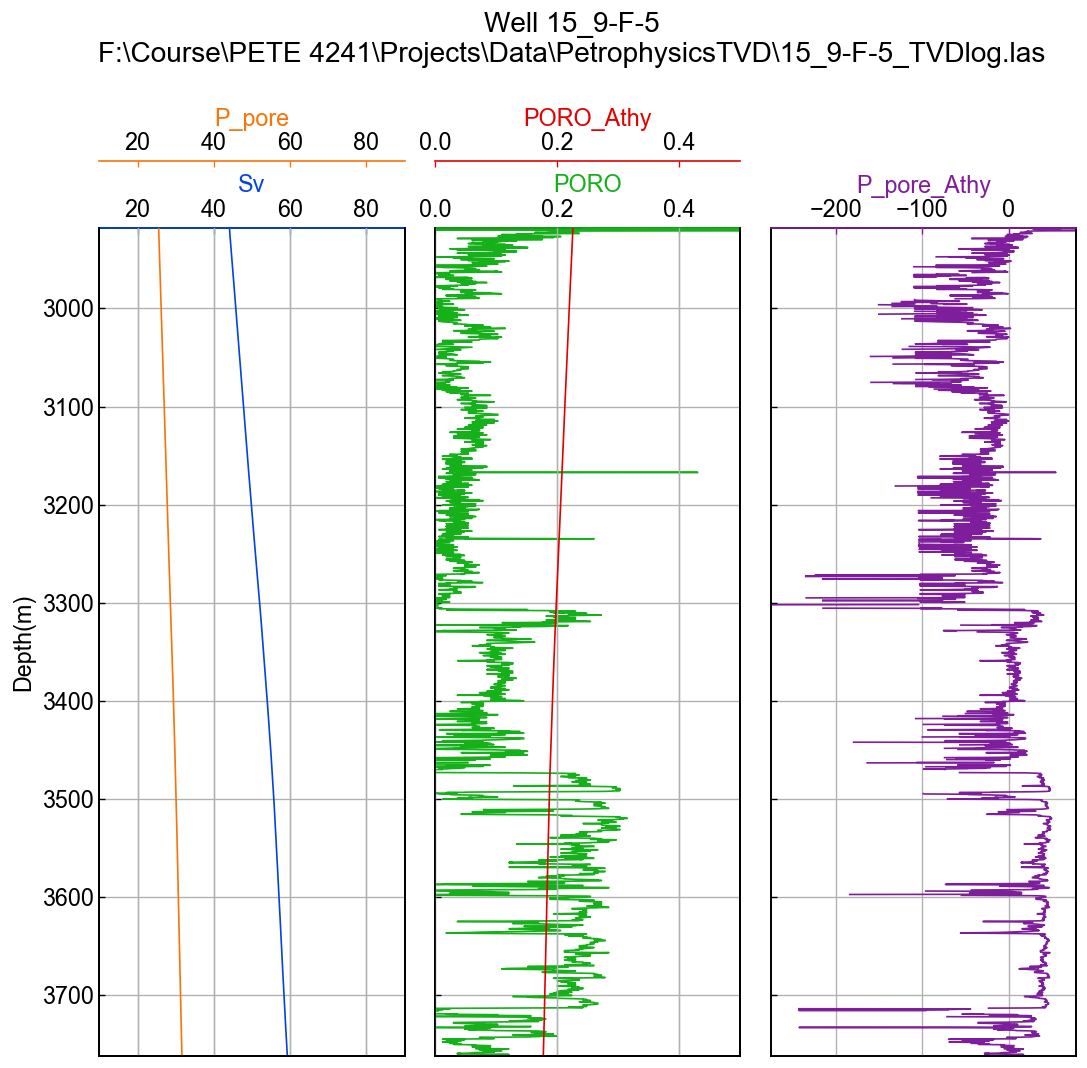 Well 15_9-F-5
F:\Course\PETE 4241\Projects\Data\PetrophysicsTVD\15_9-F-5_TVDlog.las
P_pore
20 40 60 80
Sv
20 40 60 80
PORO_Athy
0.0 0.2 0.4
PORO
0.0 0.2 0.4
P_pore_Athy
−200 −100 0
Depth(m)
3000
3100
3200
3300
3400
3500
3600
3700